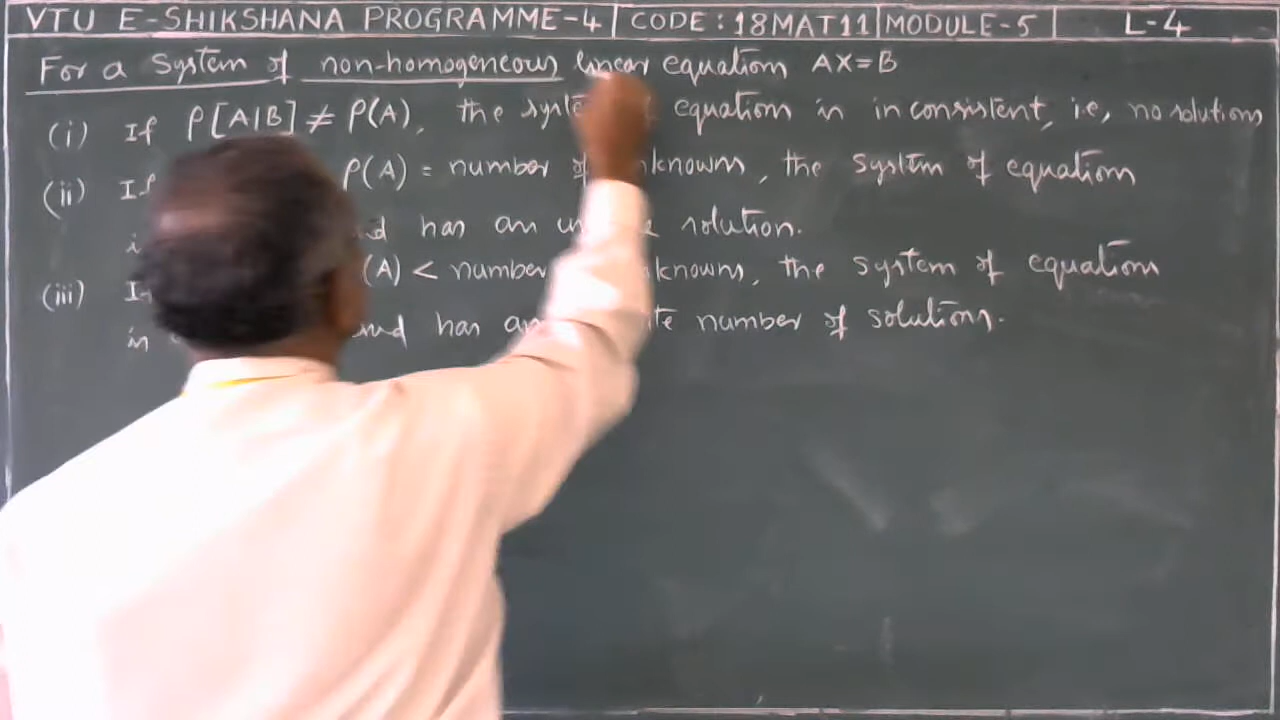 VTU E-SHIKSHANA PROGRAMME-4 CODE:18MAT11 MODULE-5 L-4
For a System of non-homogeneous linear equation AX=B
(i) If ρ[A|B] ≠ ρ(A), the equation is inconsistent, i.e, no solutions
(ii) If ρ(A) = number of the system of equation
has an solution.
(iii) (A) < number the system of equation
has number of solutions.